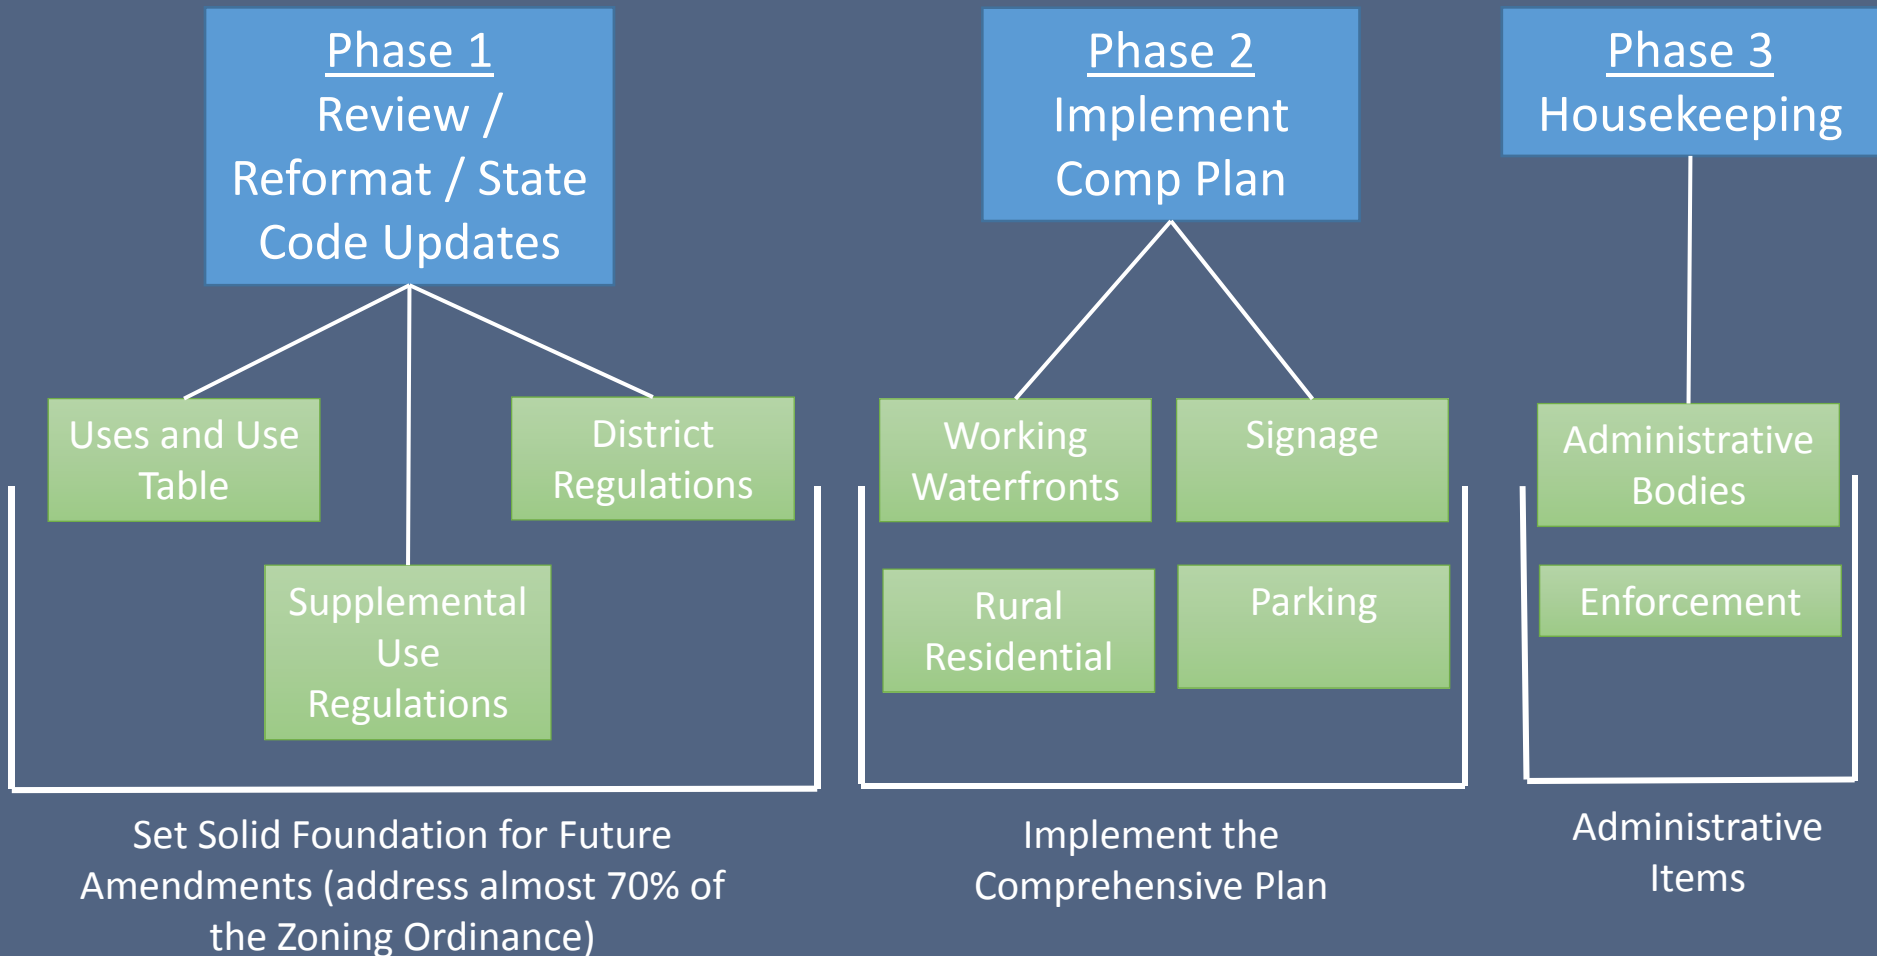 Phase 1
Review /
Reformat / State
Code Updates
Uses and Use
Table
District
Regulations
Supplemental
Use
Regulations
Set Solid Foundation for Future
Amendments (address almost 70% of
the Zoning Ordinance)
Phase 2
Implement
Comp Plan
Working
Waterfronts
Signage
Rural
Residential
Parking
Implement the
Comprehensive Plan
Phase 3
Housekeeping
Administrative
Bodies
Enforcement
Administrative
Items